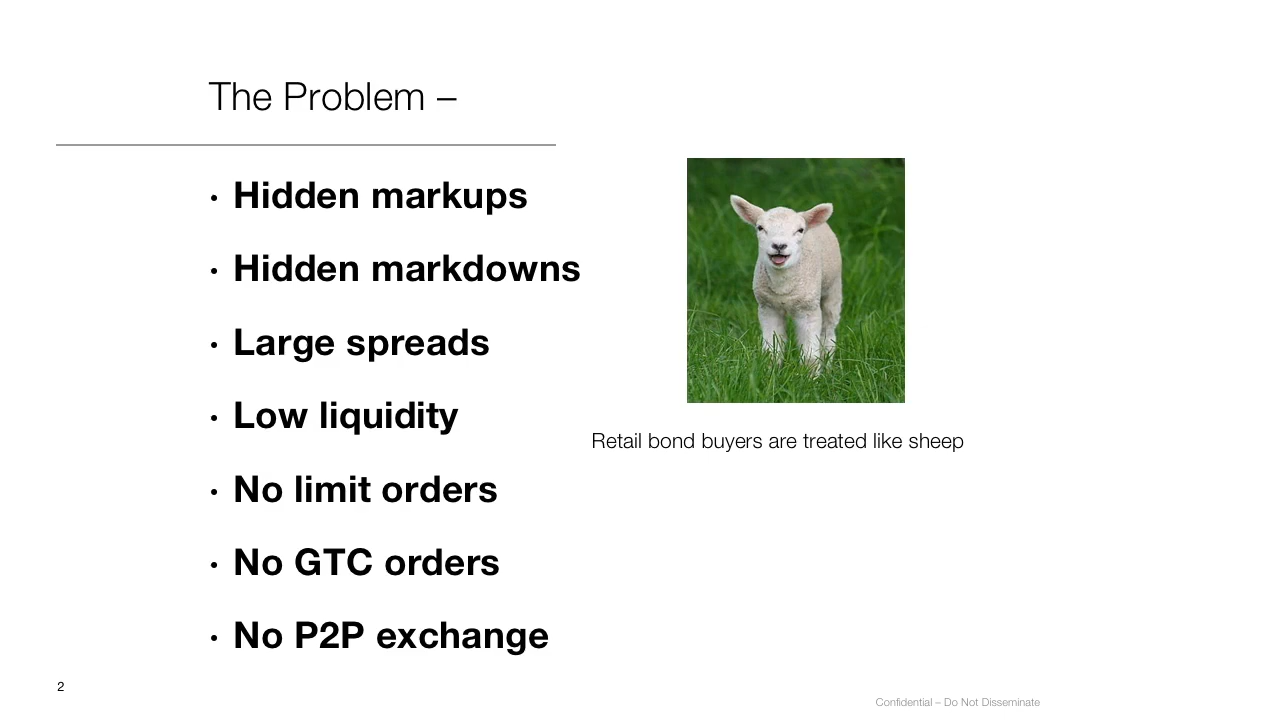 The Problem –
· Hidden markups
· Hidden markdowns
· Large spreads
· Low liquidity
· No limit orders
· No GTC orders
· No P2P exchange
Retail bond buyers are treated like sheep
2
Confidential – Do Not Disseminate